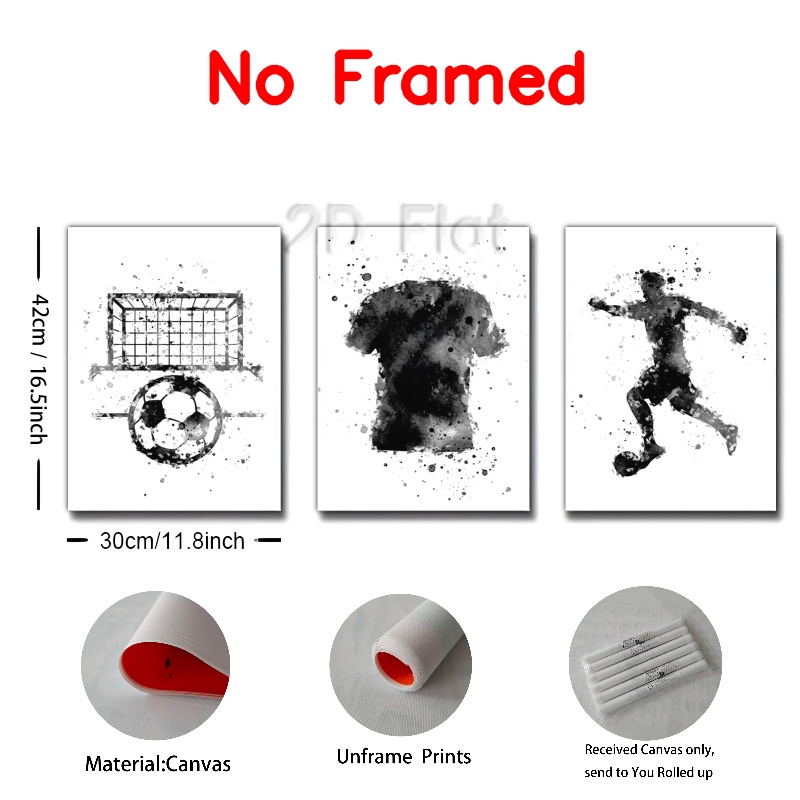 No Framed
2D Flat
42cm / 16.5inch
30cm/11.8inch
Material:Canvas
Unframe Prints
Received Canvas only,
send to You Rolled up